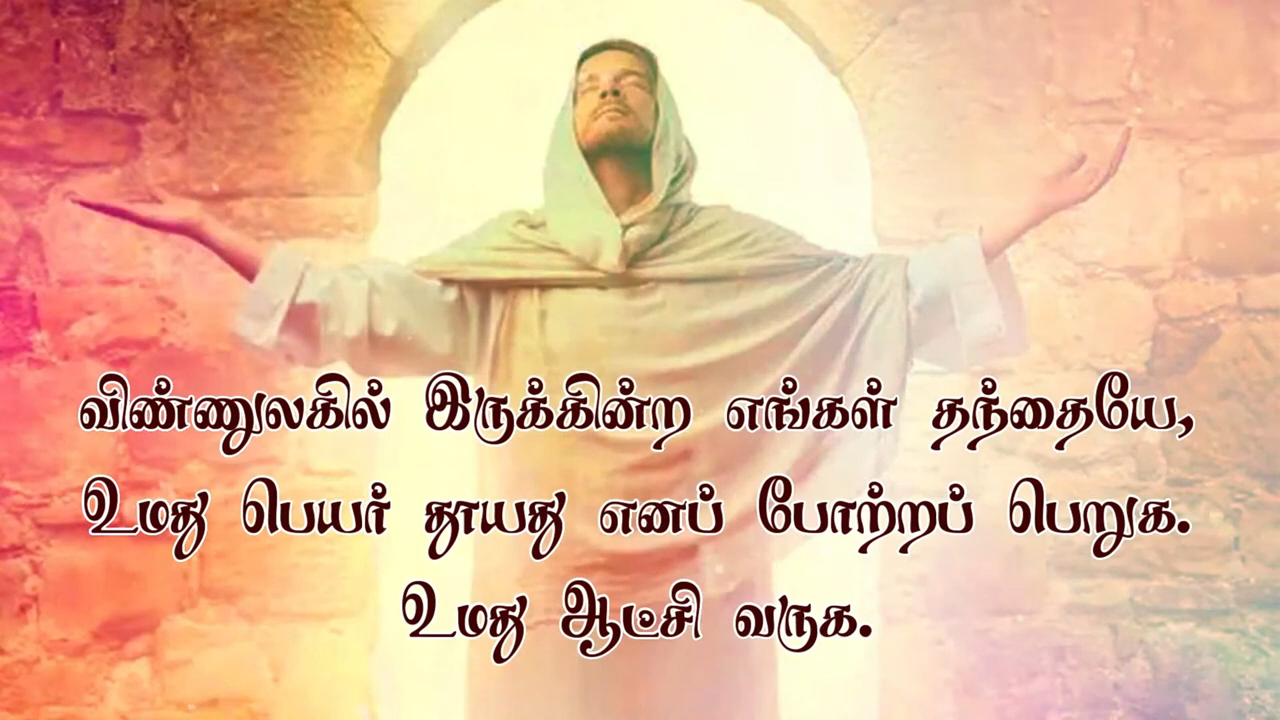 விண்ணுலகில் இருக்கின்ற எங்கள் தந்தையே,
உமது பெயர் தூயது எனப் போற்றப் பெறுக.
உமது ஆட்சி வருக.